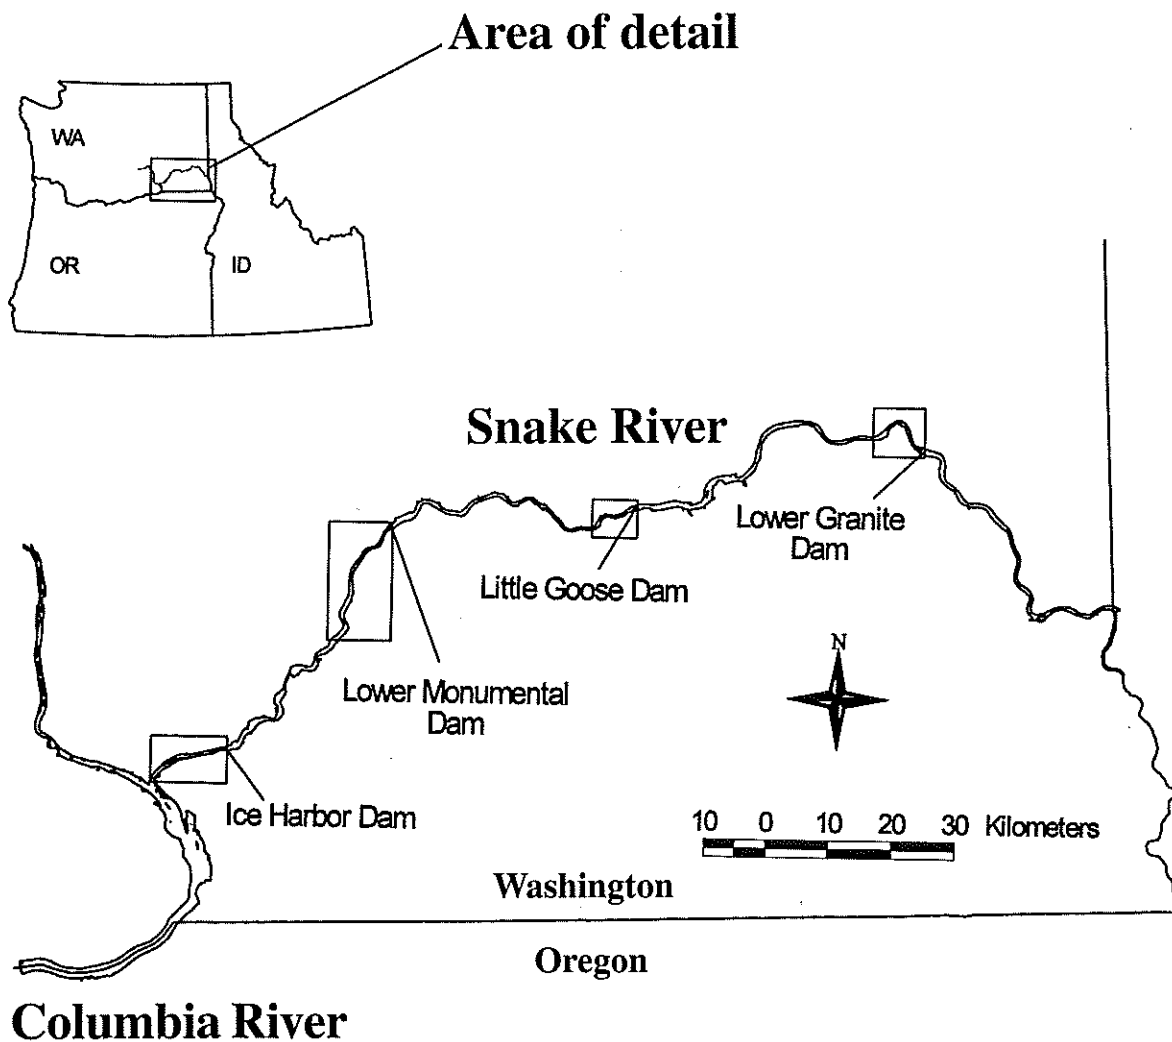 Area of detail
WA
OR
ID
Snake River
Lower Granite
Dam
Little Goose Dam
N
Lower Monumental
Dam
Ice Harbor Dam
10 0 10 20 30 Kilometers
Washington
Oregon
Columbia River